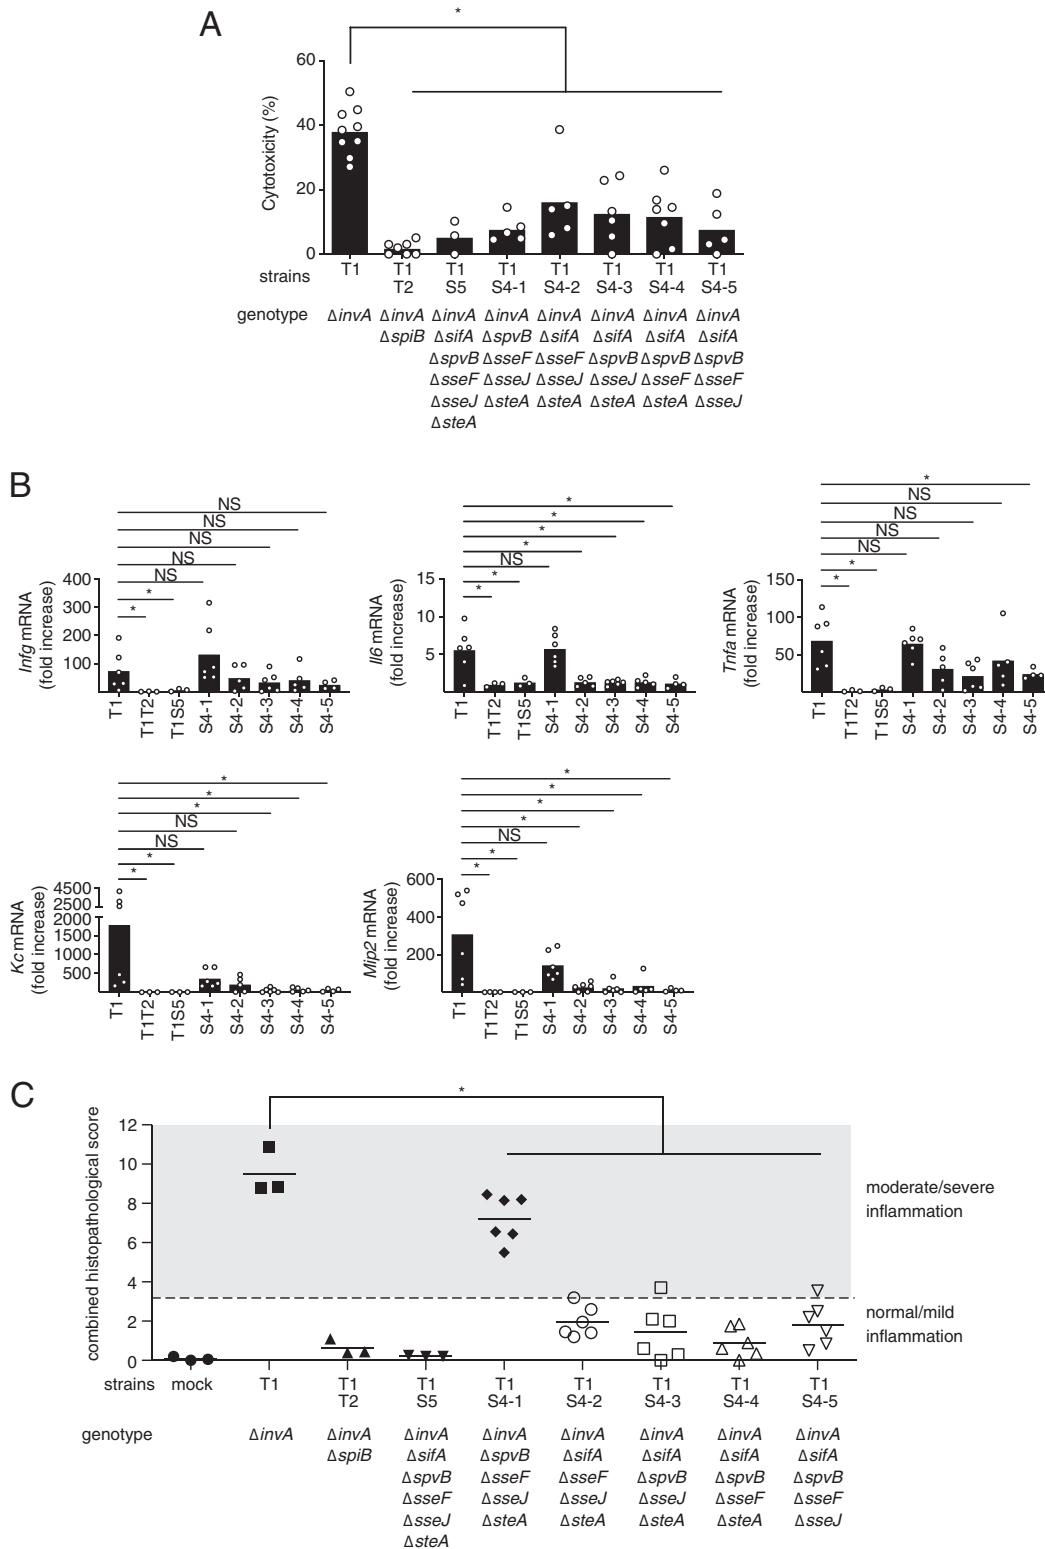 A
*
Cytotoxicity (%)
60
40
20
0
strains
T1 T1 T1 T1 T1 T1 T1 T1
T2 S5 S4-1 S4-2 S4-3 S4-4 S4-5
genotype ΔinvA ΔinvA ΔinvA ΔinvA ΔinvA ΔinvA ΔinvA ΔinvA
ΔspiB ΔsifA ΔspvB ΔsifA ΔsifA ΔsifA ΔsifA
ΔspvB ΔsseF ΔsseF ΔspvB ΔspvB ΔspvB
ΔsseF ΔsseJ ΔsseJ ΔsseJ ΔsseF ΔsseF
ΔsseJ ΔsteA ΔsteA ΔsteA ΔsteA ΔsseJ
ΔsteA
B
NS
NS
NS
NS
NS
*
*
Infg mRNA
(fold increase)
400
300
200
100
T1 T1T2 T1S5 S4-1 S4-2 S4-3 S4-4 S4-5
*
*
*
*
NS
*
*
Il6 mRNA
(fold increase)
15
10
5
T1 T1T2 T1S5 S4-1 S4-2 S4-3 S4-4 S4-5
*
NS
NS
NS
NS
*
*
Tnfa mRNA
(fold increase)
150
100
50
T1 T1T2 T1S5 S4-1 S4-2 S4-3 S4-4 S4-5
*
*
*
NS
NS
*
*
Kc mRNA
(fold increase)
4500
2500
2000
1500
1000
500
T1 T1T2 T1S5 S4-1 S4-2 S4-3 S4-4 S4-5
*
*
*
*
NS
*
*
Mip2 mRNA
(fold increase)
600
400
200
T1 T1T2 T1S5 S4-1 S4-2 S4-3 S4-4 S4-5
C
*
combined histopathological score
12
10
8
6
4
2
0
moderate/severe
inflammation
normal/mild
inflammation
strains mock T1 T1 T1 T1 T1 T1 T1 T1
T2 S5 S4-1 S4-2 S4-3 S4-4 S4-5
genotype ΔinvA ΔinvA ΔinvA ΔinvA ΔinvA ΔinvA ΔinvA ΔinvA
ΔspiB ΔsifA ΔspvB ΔsifA ΔsifA ΔsifA ΔsifA
ΔspvB ΔsseF ΔsseF ΔspvB ΔspvB ΔspvB
ΔsseF ΔsseJ ΔsseJ ΔsseJ ΔsseF ΔsseF
ΔsseJ ΔsteA ΔsteA ΔsteA ΔsteA ΔsseJ
ΔsteA